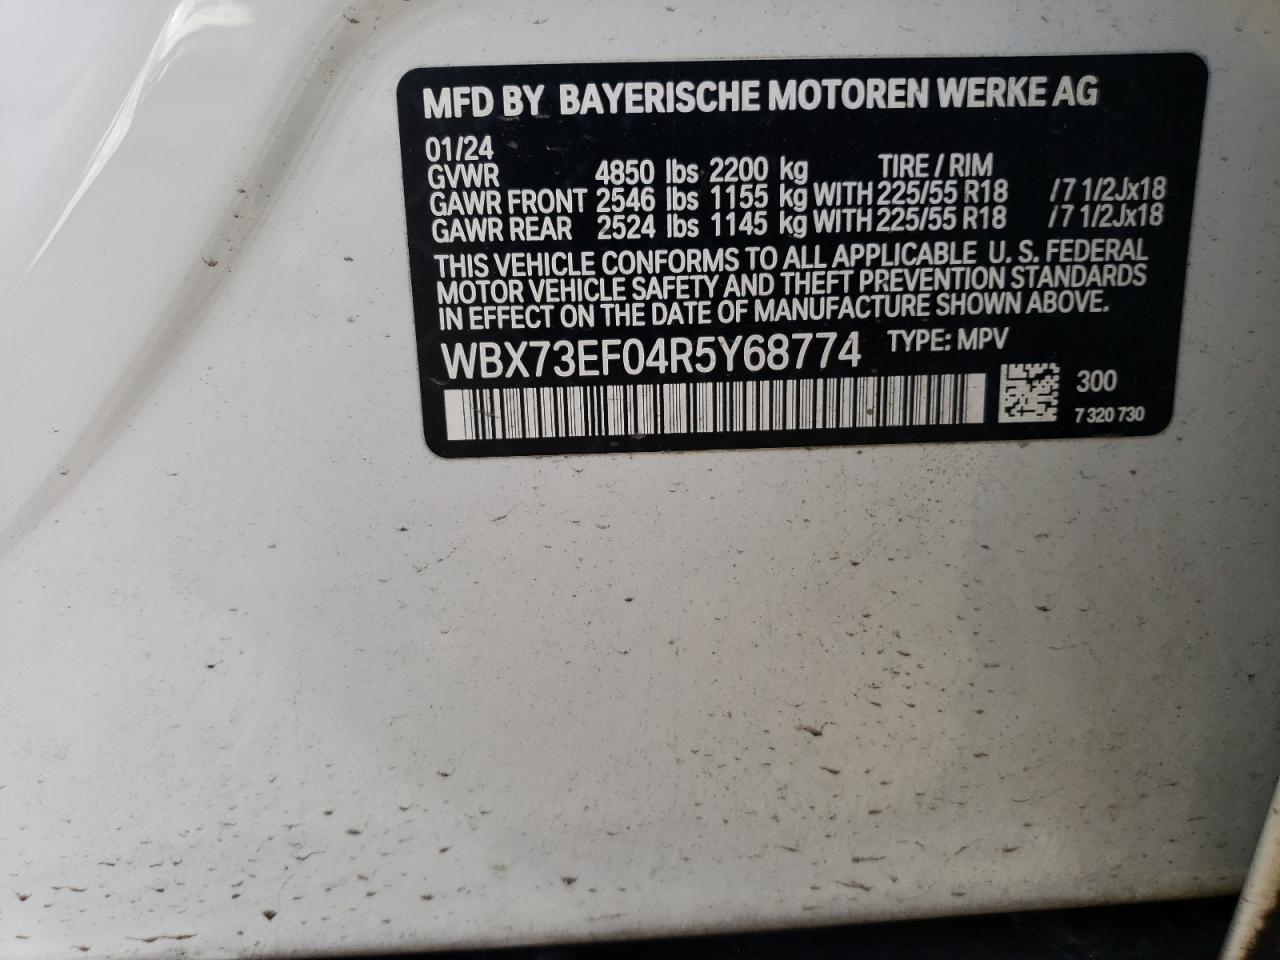 MFD BY BAYERISCHE MOTOREN WERKE AG
01/24
GVWR 4850 lbs 2200 kg TIRE / RIM
GAWR FRONT 2546 lbs 1155 kg WITH 225/55 R18 /7 1/2Jx18
GAWR REAR 2524 lbs 1145 kg WITH 225/55 R18 /7 1/2Jx18
THIS VEHICLE CONFORMS TO ALL APPLICABLE U. S. FEDERAL
MOTOR VEHICLE SAFETY AND THEFT PREVENTION STANDARDS
IN EFFECT ON THE DATE OF MANUFACTURE SHOWN ABOVE.
WBX73EF04R5Y68774 TYPE: MPV
300
7 320 730